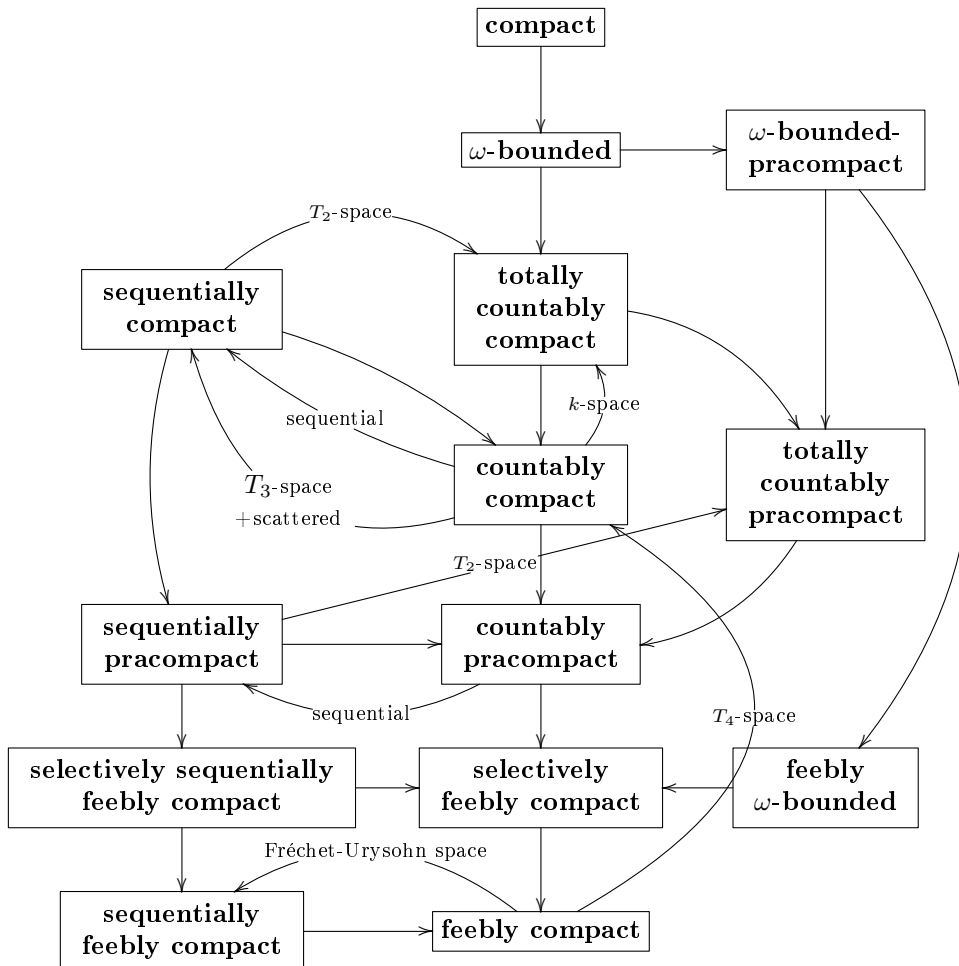 compact
ω-bounded
ω-bounded-
pracompact
T₂-space
sequentially
compact
totally
countably
compact
k-space
sequential
countably
compact
totally
countably
pracompact
T₃-space
+scattered
T₂-space
sequentially
pracompact
countably
pracompact
sequential
T₄-space
selectively sequentially
feebly compact
selectively
feebly compact
feebly
ω-bounded
Fréchet-Urysohn space
sequentially
feebly compact
feebly compact